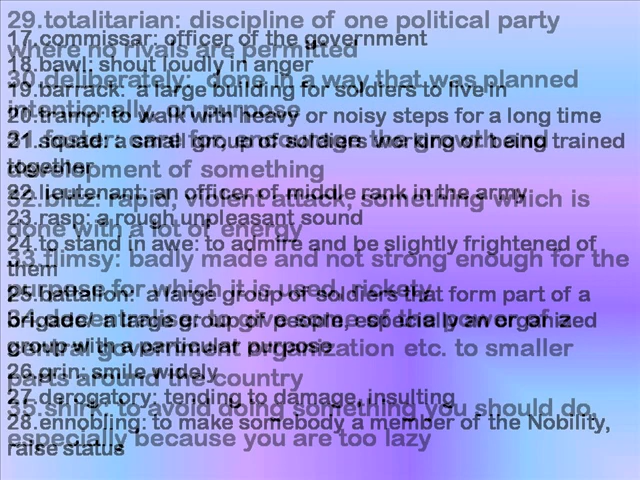 17.commissar: officer of the government
18.bawl: shout loudly in anger
19.barrack:  a large building for soldiers to live in
20.tramp: to walk with heavy or noisy steps for a long time
21.squad: a small group of soldiers working or being trained
together
22.lieutenant: an officer of middle rank in the army
23.rasp: a rough unpleasant sound
24.to stand in awe: to admire and be slightly frightened of
them
25.battalion:  a large group of soldiers that form part of a
brigade/ a large group of people, especially an organized
group with a particular purpose
26.grin: smile widely
27.derogatory: tending to damage, insulting
28.ennobling: to make somebody a member of the Nobility,
raise status
29.totalitarian: discipline of one political party
where no rivals are permitted
30.deliberately:  done in a way that was planned
intentionally, on purpose
31.foster: care for, encourage the growth and
development of something
32.blitz: rapid, violent attack, something which is
done with a lot of energy
33.flimsy: badly made and not strong enough for the
purpose for which it is used, rickety
34.decentralise: to give some of the power of a
central government organization etc. to smaller
parts around the country
35.shirk: to avoid doing something you should do,
especially because you are too lazy